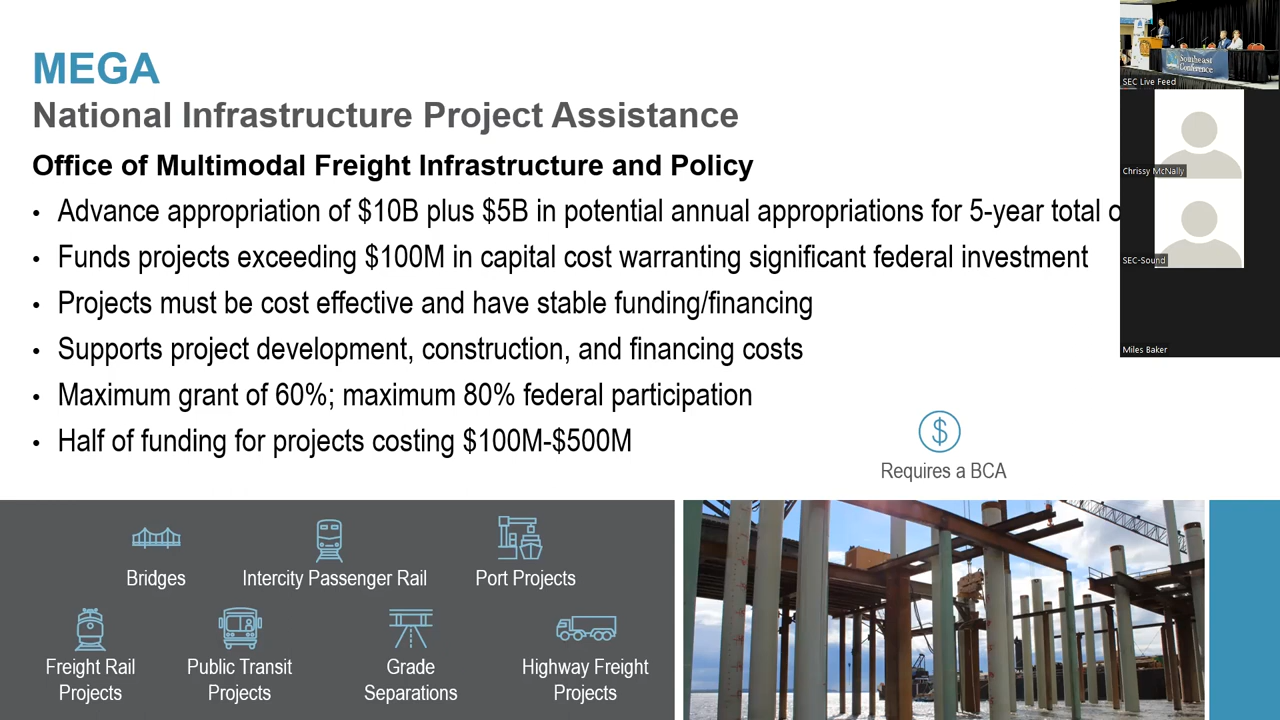 MEGA
National Infrastructure Project Assistance
Office of Multimodal Freight Infrastructure and Policy
• Advance appropriation of $10B plus $5B in potential annual appropriations for 5-year total
• Funds projects exceeding $100M in capital cost warranting significant federal investment
• Projects must be cost effective and have stable funding/financing
• Supports project development, construction, and financing costs
• Maximum grant of 60%; maximum 80% federal participation
• Half of funding for projects costing $100M-$500M
$
Requires a BCA
Bridges
Intercity Passenger Rail
Port Projects
Freight Rail
Projects
Public Transit
Projects
Grade
Separations
Highway Freight
Projects
Southeast
Conference
SEC Live Feed
Chrissy McNally
SEC-Sound
Miles Baker